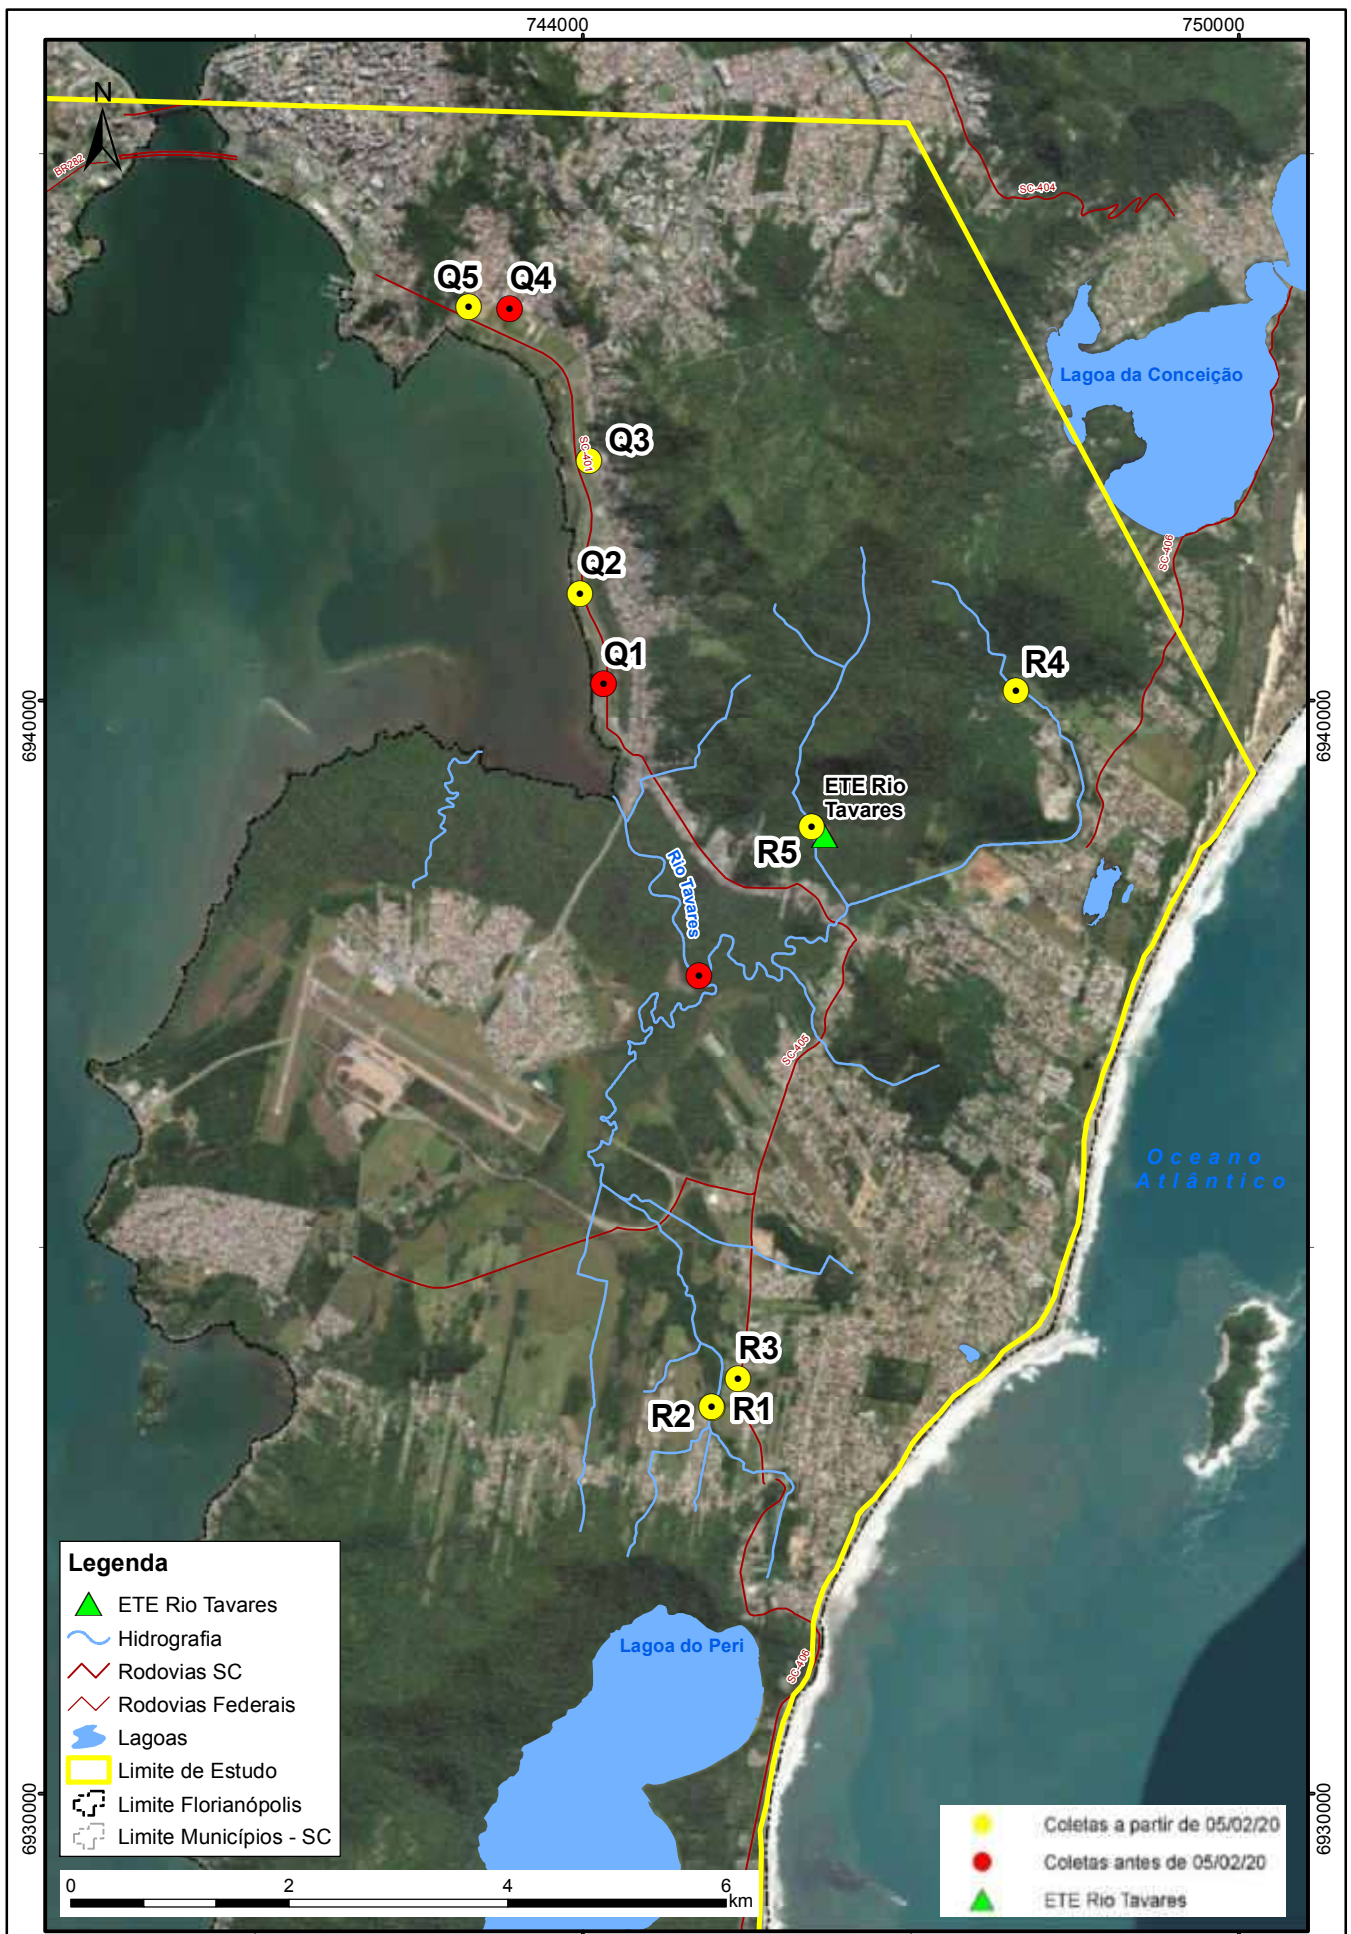 744000
750000
N
BR282
SC-404
Q5
Q4
Lagoa da Conceição
Q3
SC-401
SC-406
Q2
Q1
R4
6940000
6940000
ETE Rio
Tavares
R5
Rio Tavares
SC-405
Oceano
Atlântico
R3
R2
R1
Lagoa do Peri
SC-406
Legenda
ETE Rio Tavares
Hidrografia
Rodovias SC
Rodovias Federais
Lagoas
Limite de Estudo
Limite Florianópolis
Limite Municípios - SC
6930000
6930000
Coletas a partir de 05/02/20
Coletas antes de 05/02/20
ETE Rio Tavares
0 2 4 6
km